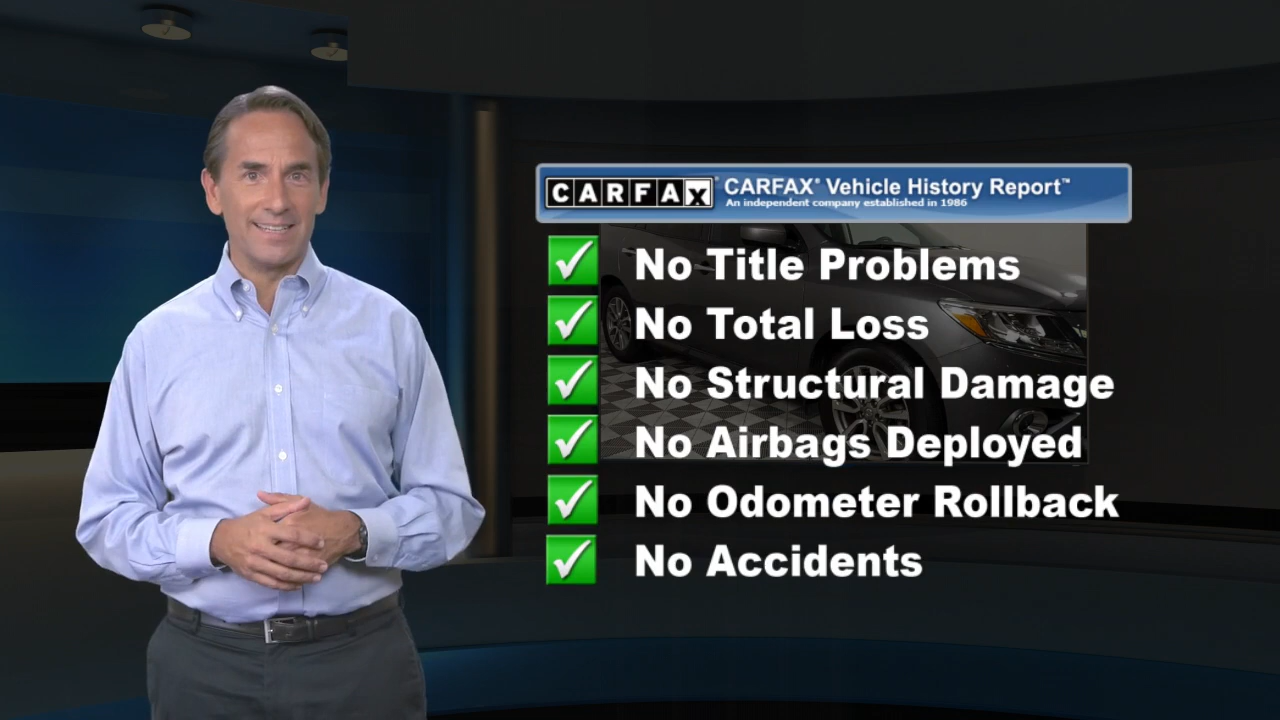 CARFAX® CARFAX® Vehicle History Report™
An independent company established in 1986
No Title Problems
No Total Loss
No Structural Damage
No Airbags Deployed
No Odometer Rollback
No Accidents